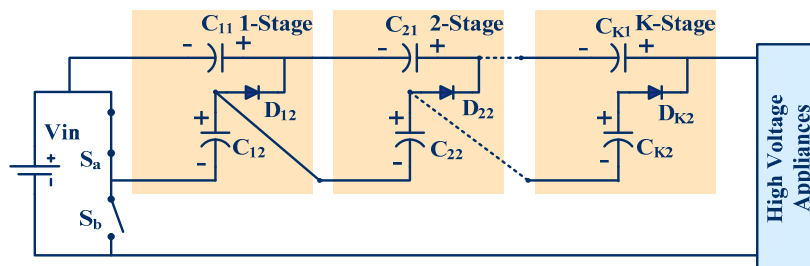 C11 1-Stage
C21 2-Stage
CK1 K-Stage
- +
- +
- +
D12
D22
DK2
+
+
+
Vin
+
-
Sa
C12
C22
CK2
-
-
-
Sb
High Voltage
Appliances